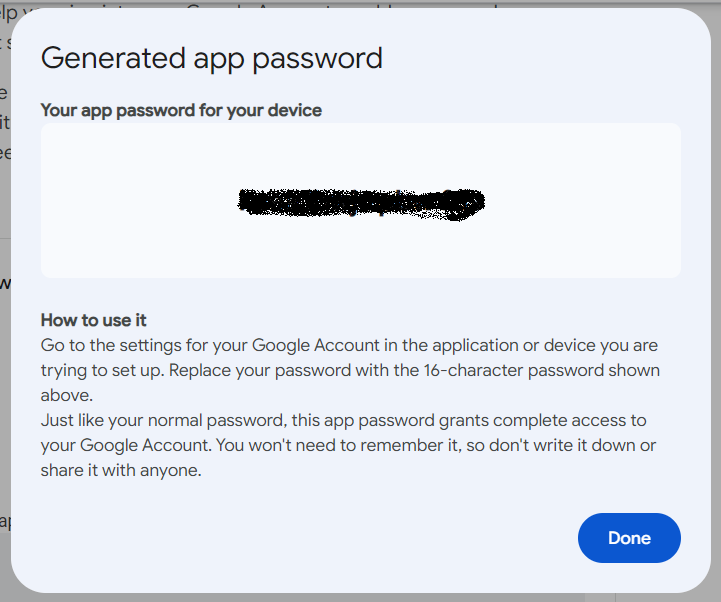 Generated app password
Your app password for your device
How to use it
Go to the settings for your Google Account in the application or device you are
trying to set up. Replace your password with the 16-character password shown
above.
Just like your normal password, this app password grants complete access to
your Google Account. You won't need to remember it, so don't write it down or
share it with anyone.
Done